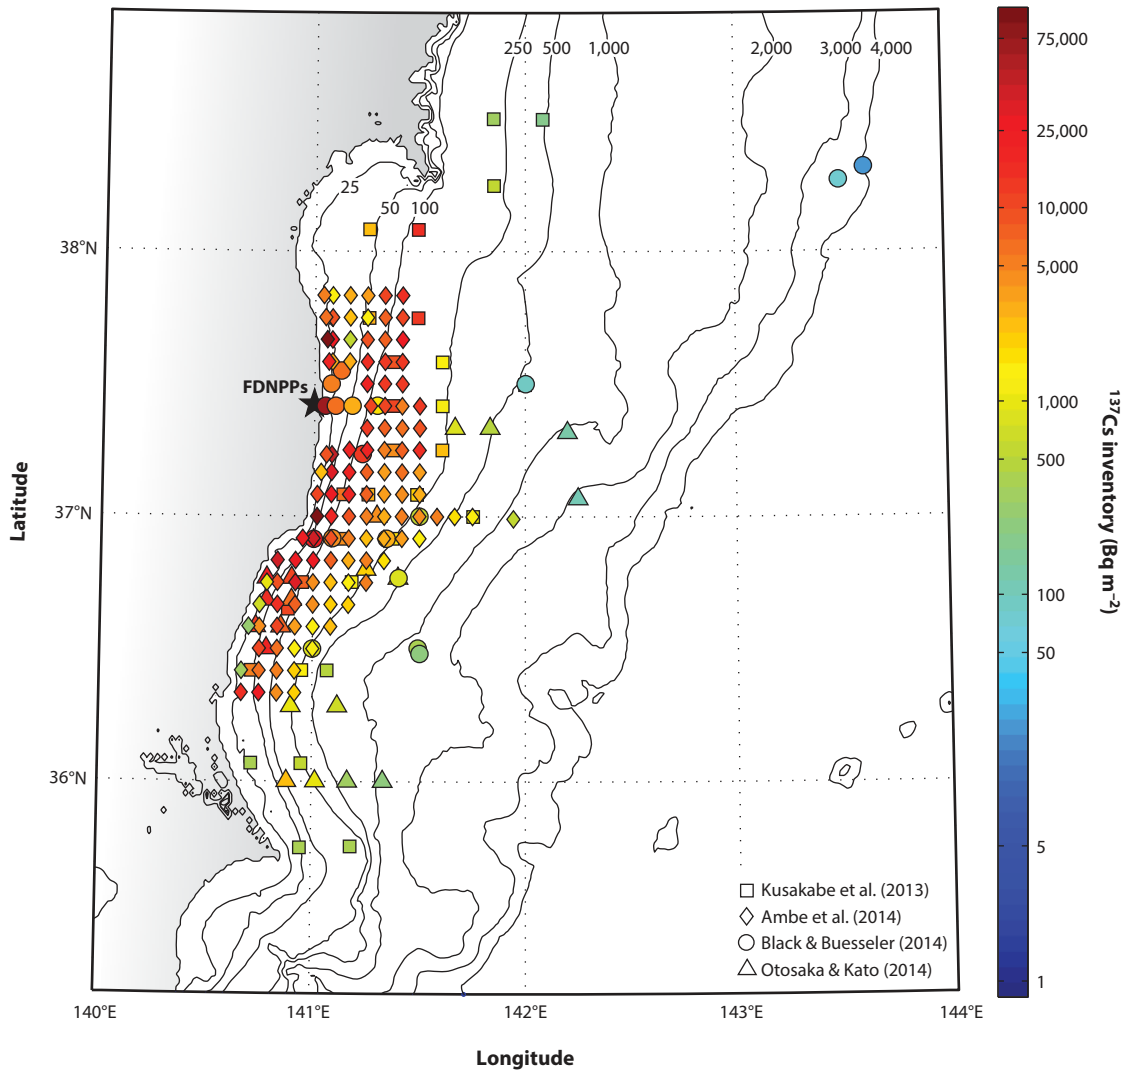 250 500 1,000 2,000 3,000 4,000
25
50 100
FDNPPs
38°N
37°N
36°N
Latitude
140°E 141°E 142°E 143°E 144°E
Longitude
Kusakabe et al. (2013)
Ambe et al. (2014)
Black & Buesseler (2014)
Otosaka & Kato (2014)
75,000
25,000
10,000
5,000
1,000
500
100
50
5
1
¹³⁷Cs inventory (Bq m⁻²)